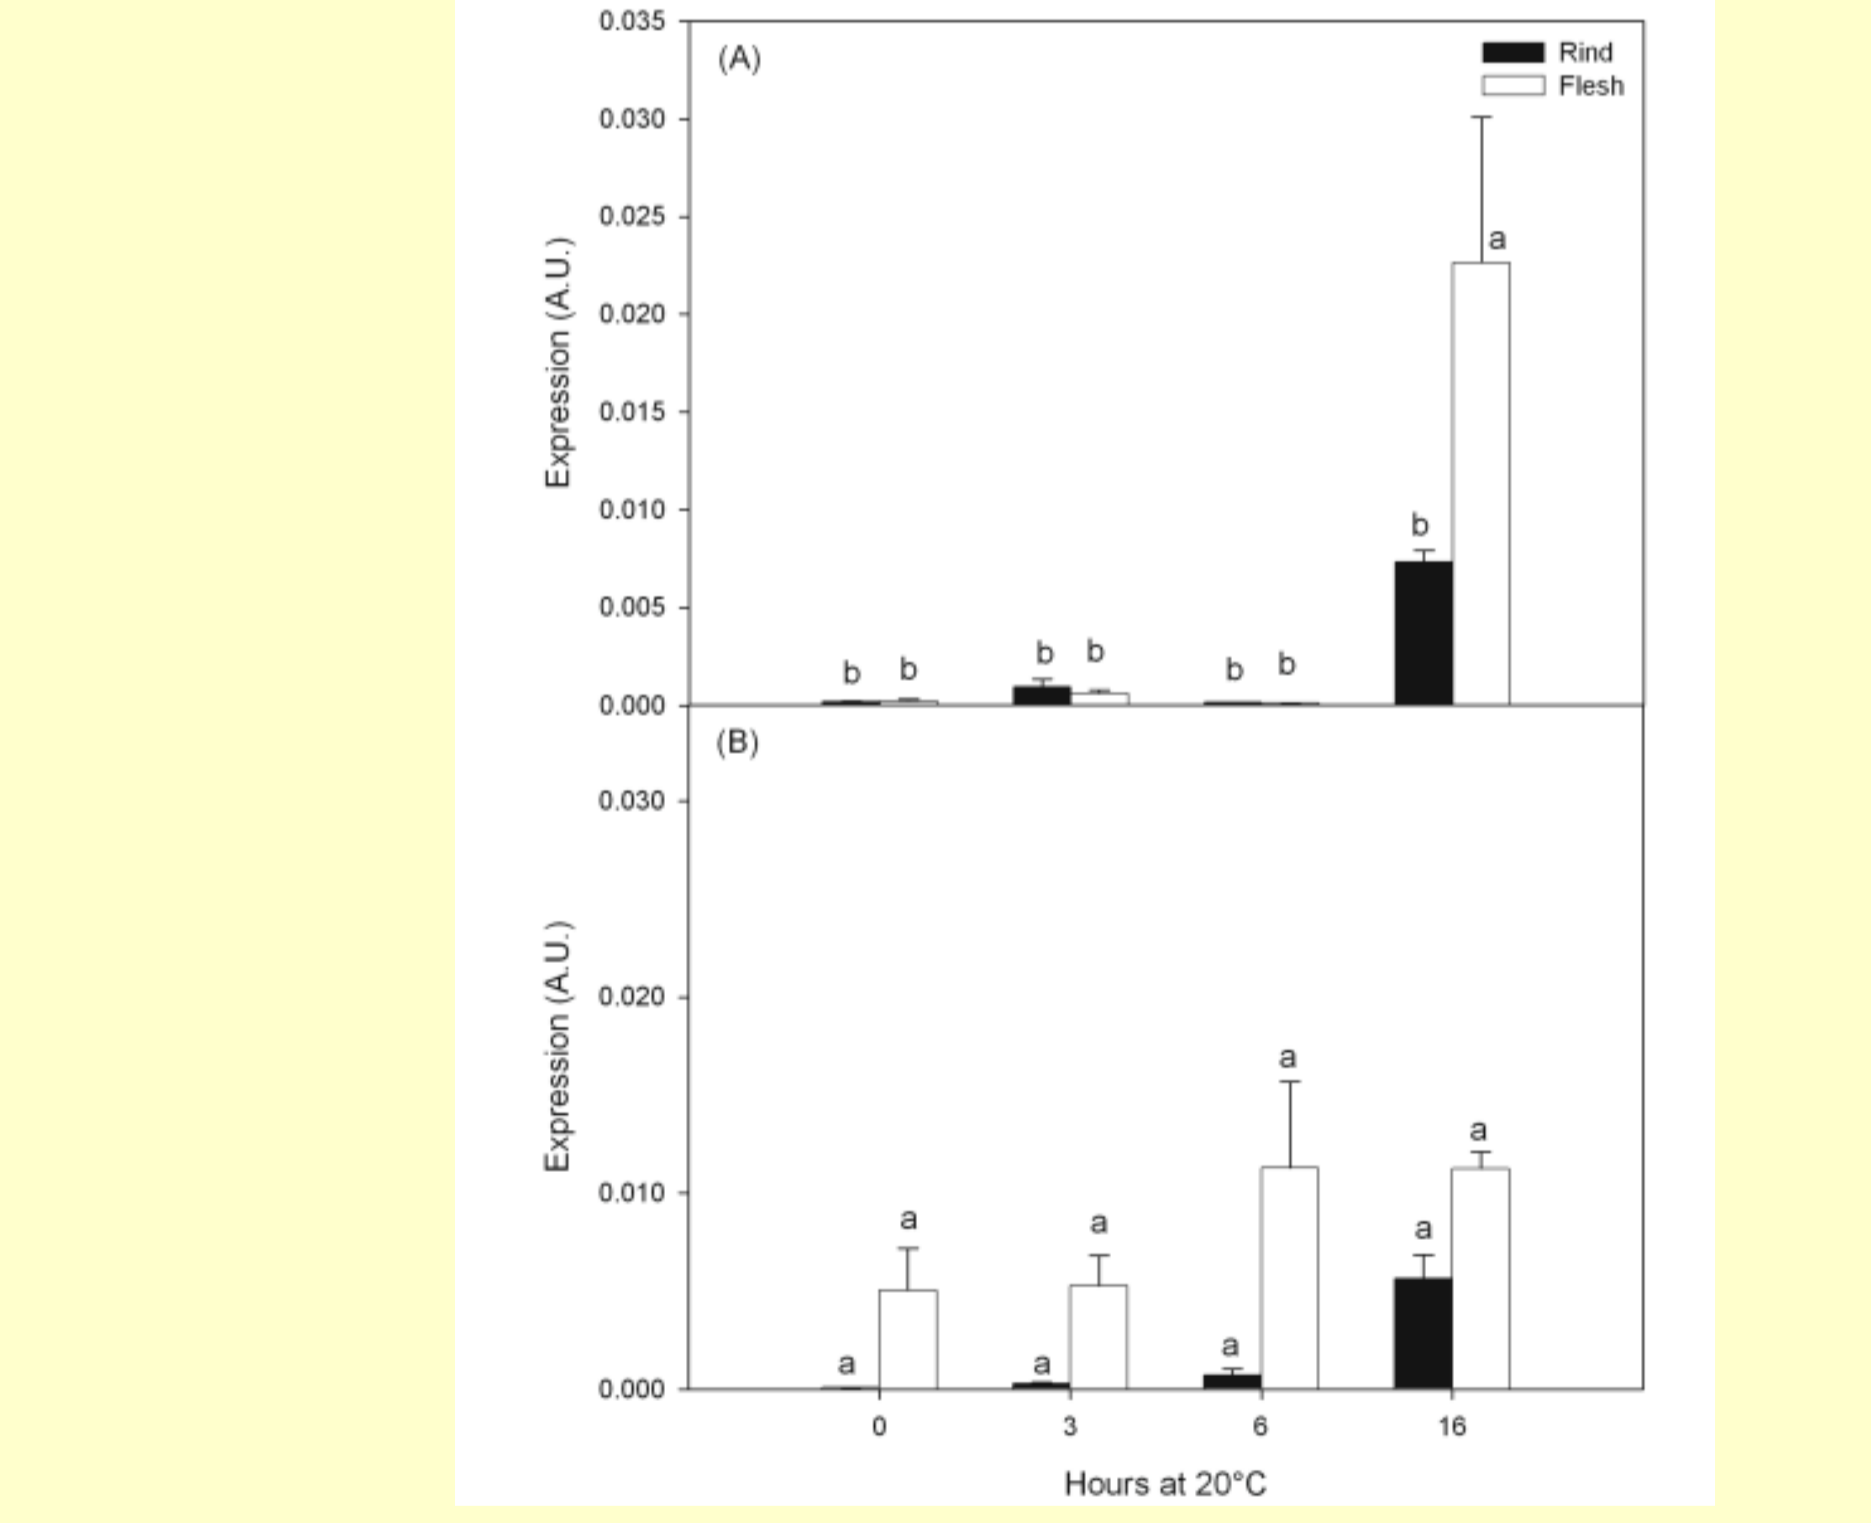 0.035
(A)
Rind
Flesh
0.030
0.025
a
0.020
0.015
0.010
b
0.005
b b b b b b
0.000
Expression (A.U.)
(B)
0.030
0.020
a
a
0.010
a a a
a a a
0.000
Expression (A.U.)
0 3 6 16
Hours at 20°C